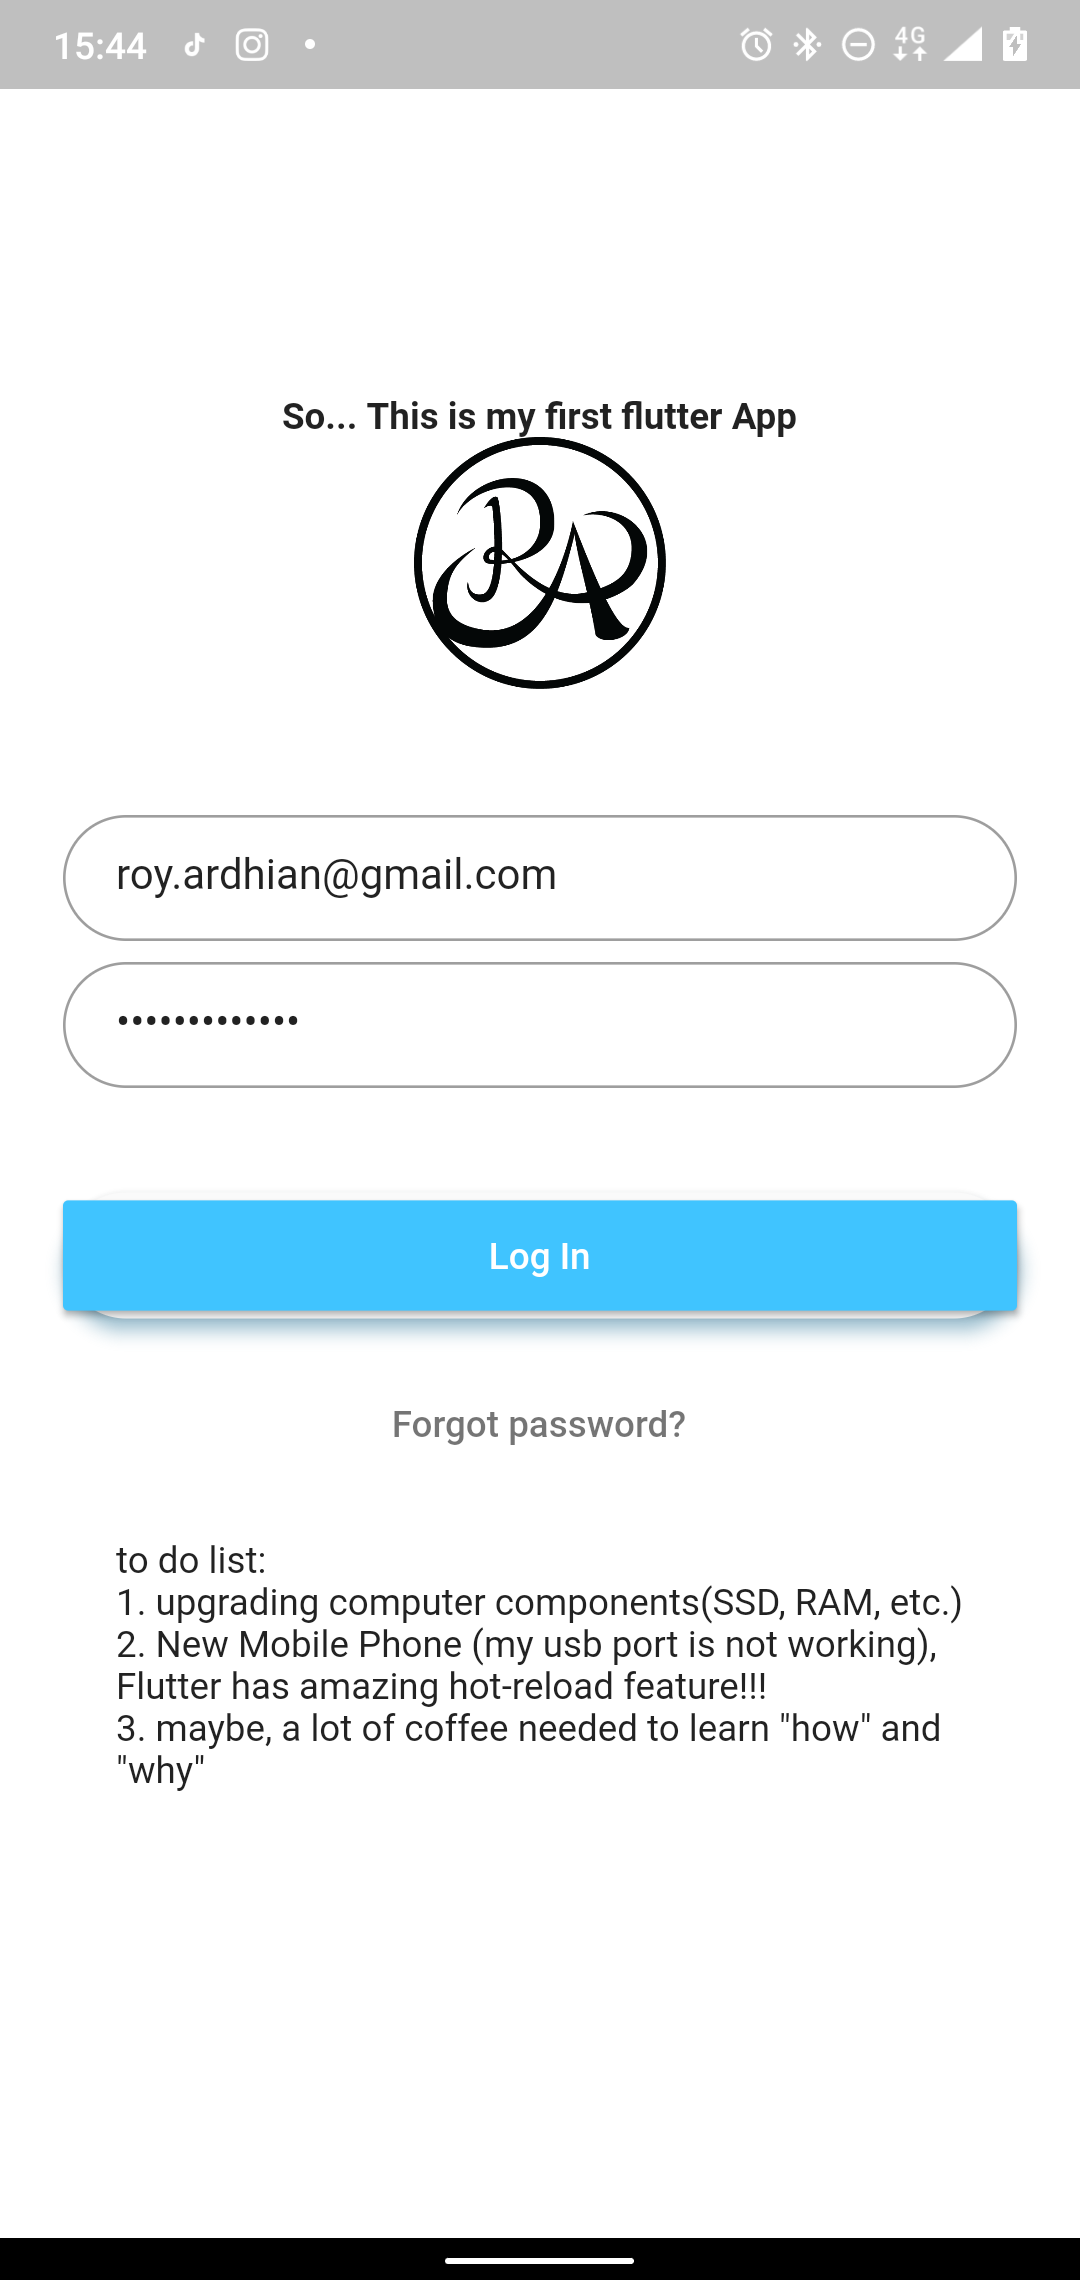 15:44
4G
So... This is my first flutter App
RA
roy.ardhian@gmail.com
•••••••••••••
Log In
Forgot password?
to do list:
1. upgrading computer components(SSD, RAM, etc.)
2. New Mobile Phone (my usb port is not working),
Flutter has amazing hot-reload feature!!!
3. maybe, a lot of coffee needed to learn "how" and
"why"